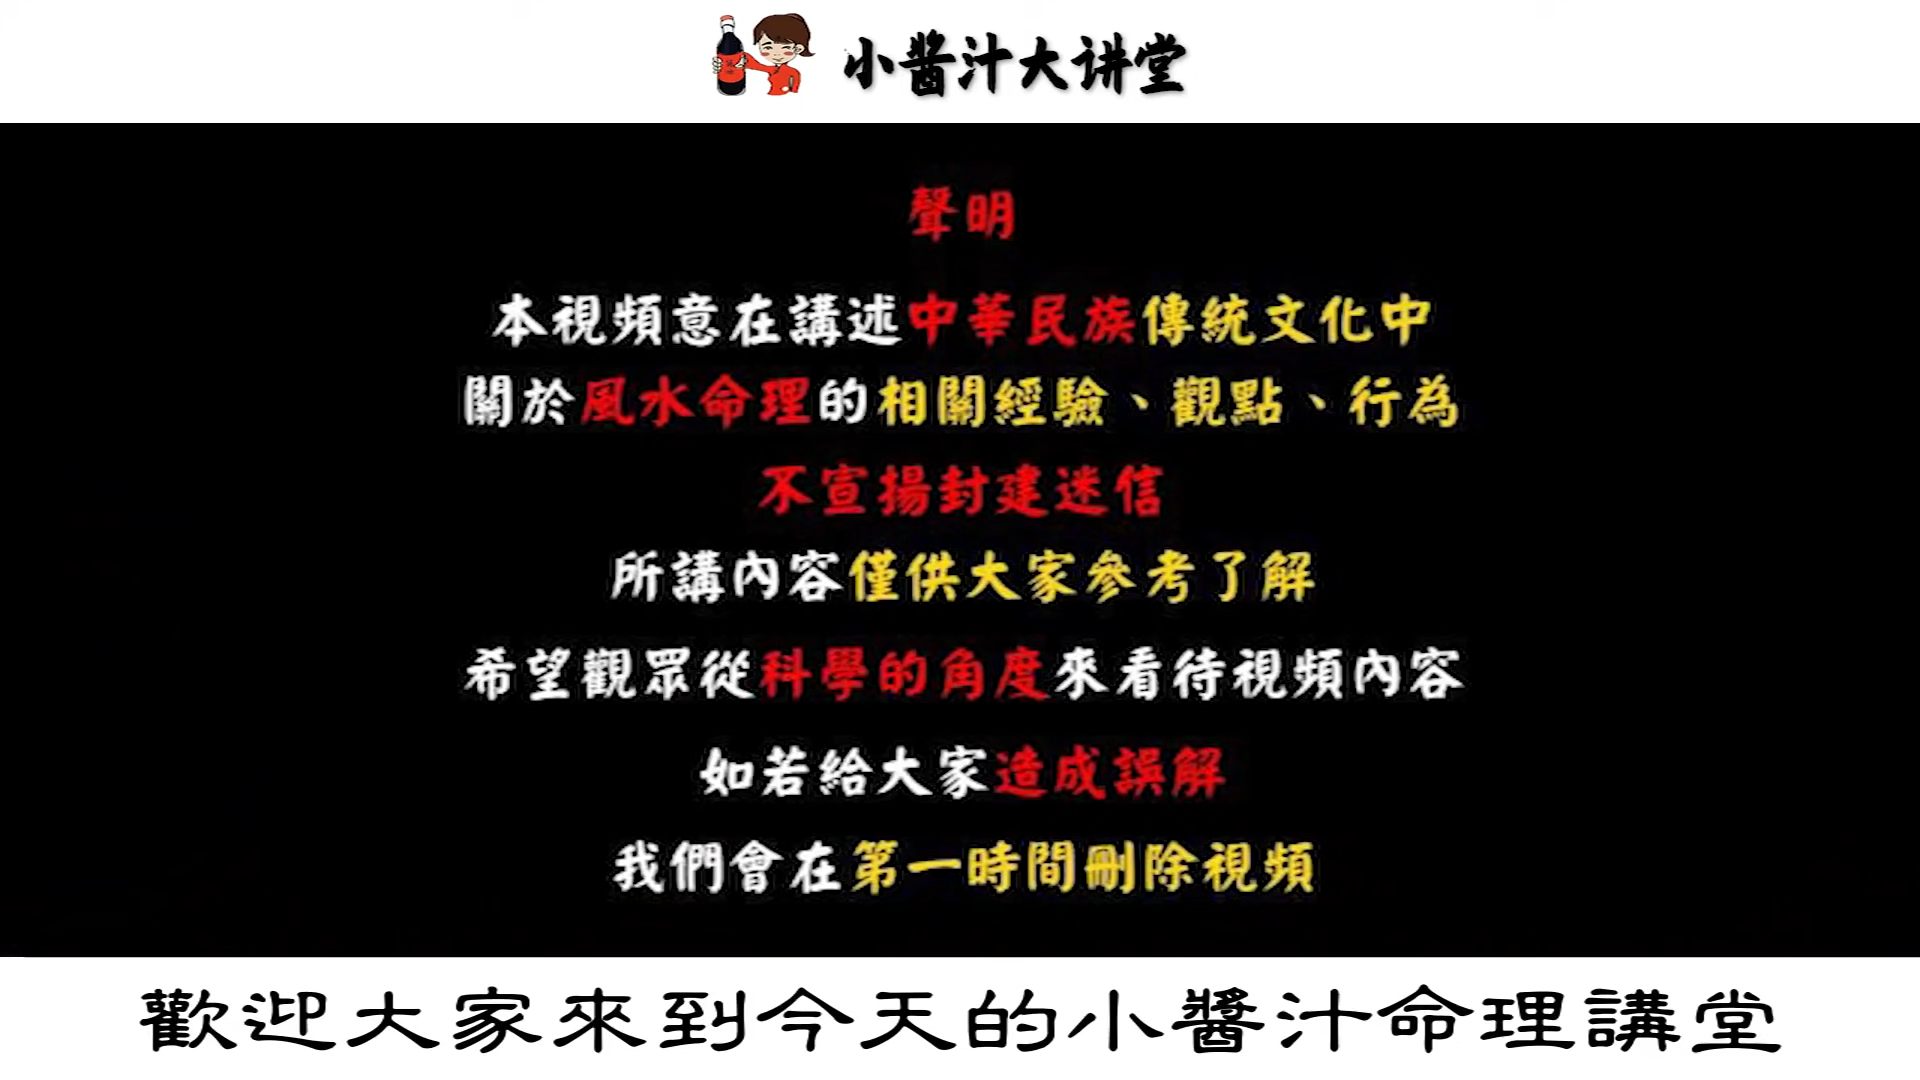 小醬汁大讲堂
聲明
本視頻意在講述中華民族傳統文化中
關於風水命理的相關經驗、觀點、行為
不宣揚封建迷信
所講內容僅供大家參考了解
希望觀眾從科學的角度來看待視頻內容
如若給大家造成誤解
我們會在第一時間刪除視頻
歡迎大家來到今天的小醬汁命理講堂